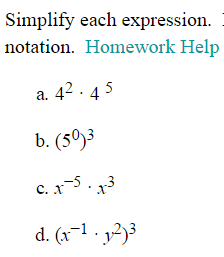 Simplify each expression.
notation. Homework Help
a. 4² · 4⁵
b. (5⁰)³
c. x⁻⁵ · x³
d. (x⁻¹ · y²)³